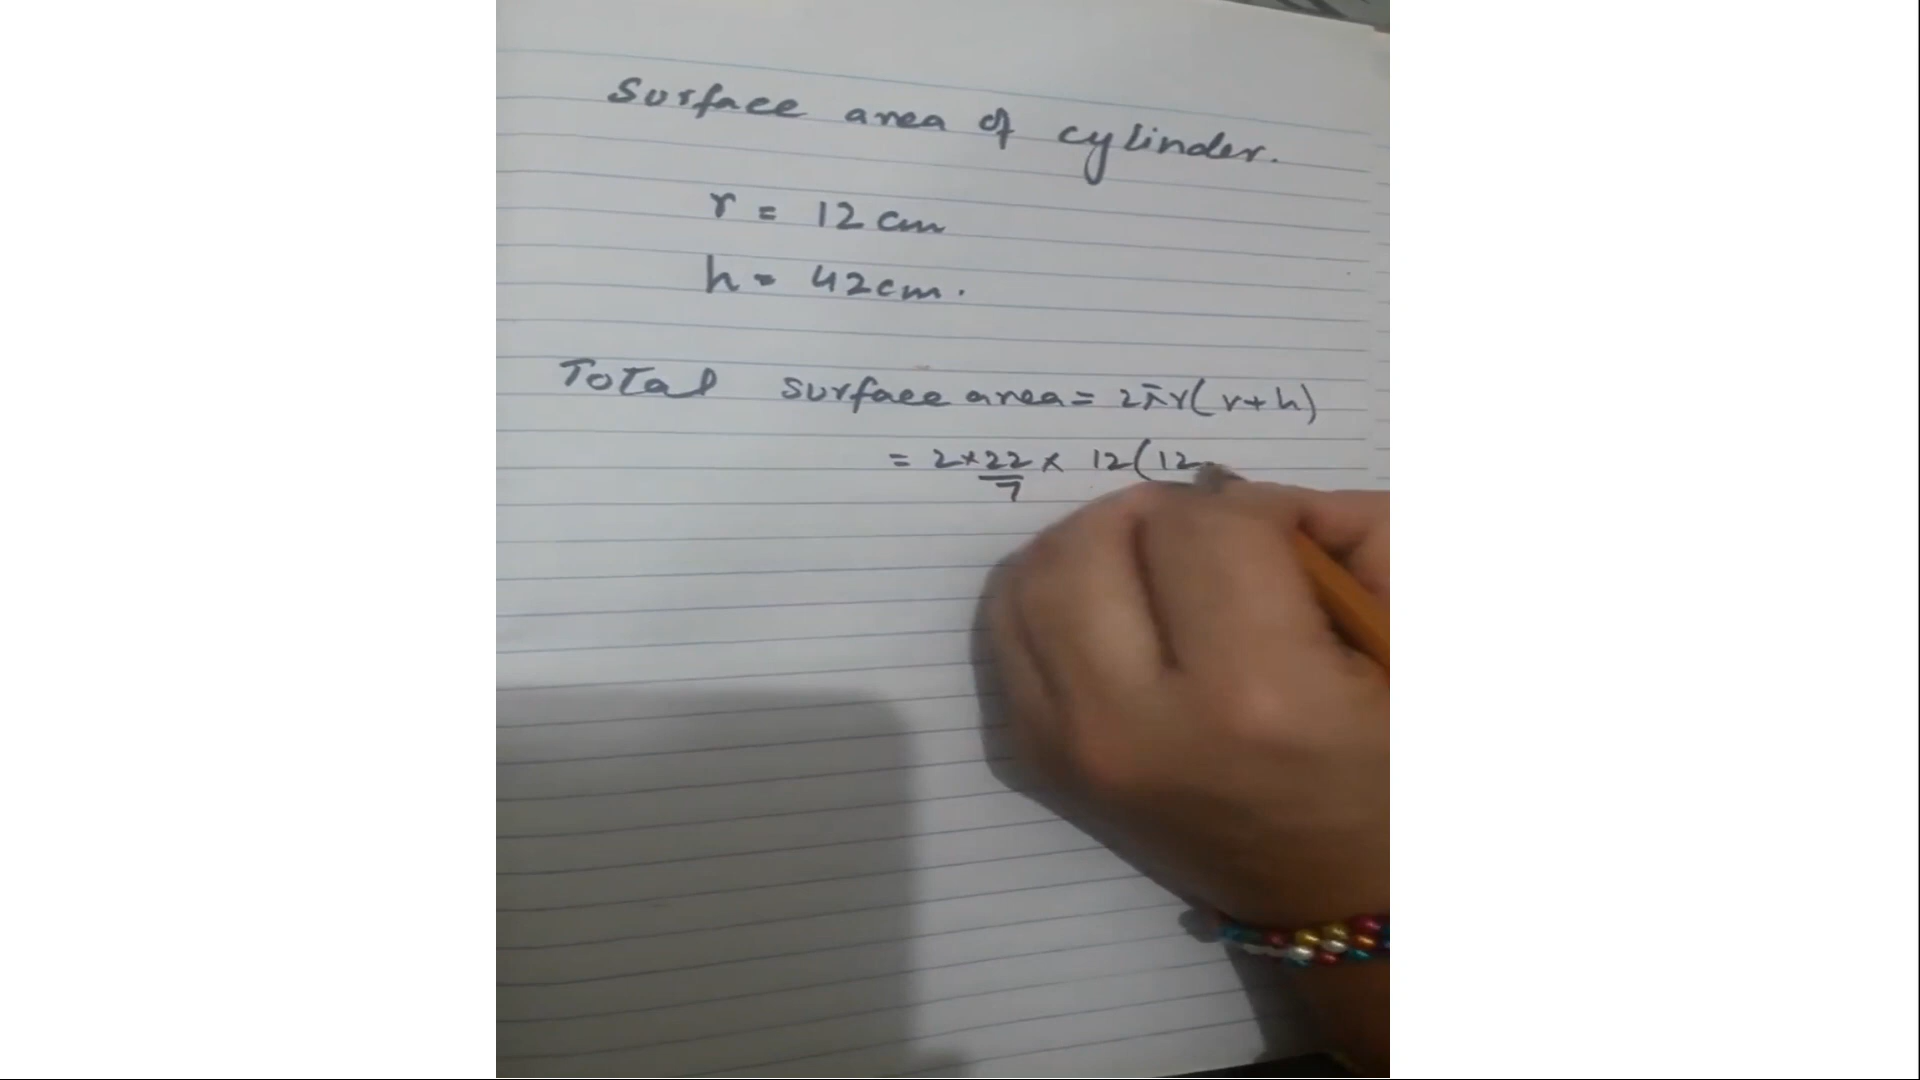 Surface area of cylinder.
r = 12 cm
h = 42cm.
Total surface area = 2πr(r+h)
= 2×22/7 × 12(12